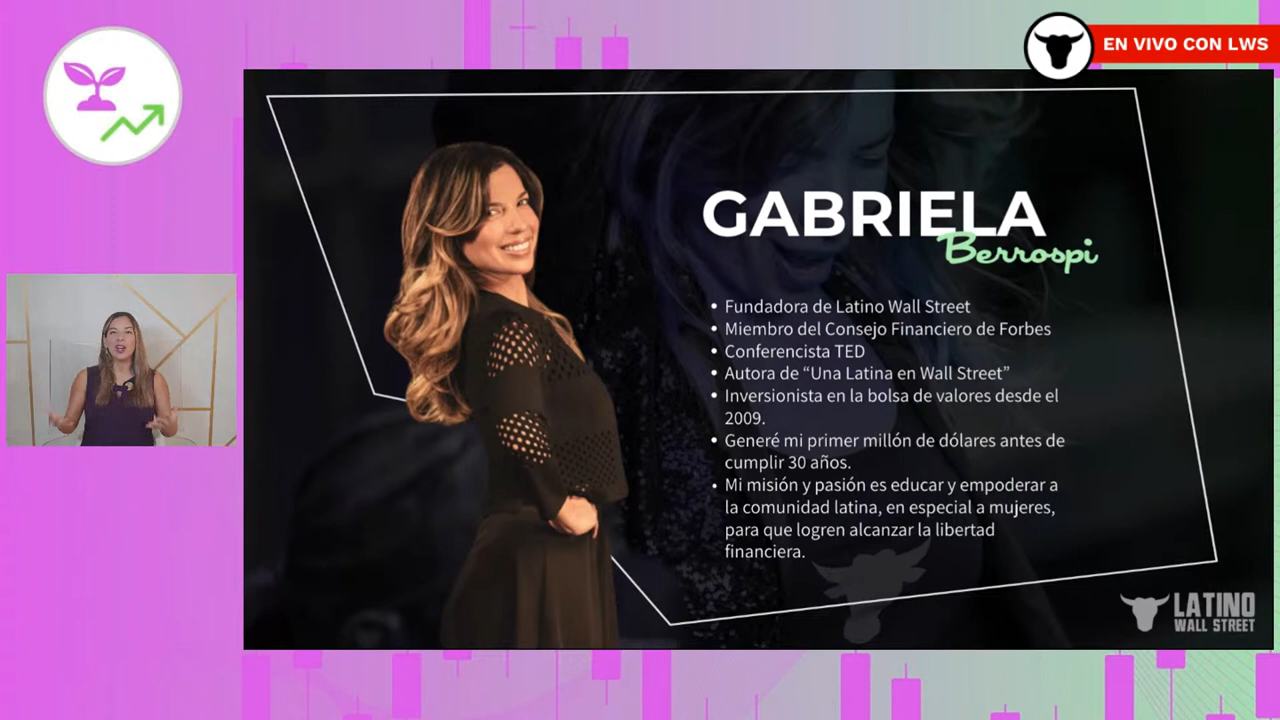 EN VIVO CON LWS
GABRIELA
Berrospi
• Fundadora de Latino Wall Street
• Miembro del Consejo Financiero de Forbes
• Conferencista TED
• Autora de “Una Latina en Wall Street”
• Inversionista en la bolsa de valores desde el
2009.
• Generé mi primer millón de dólares antes de
cumplir 30 años.
• Mi misión y pasión es educar y empoderar a
la comunidad latina, en especial a mujeres,
para que logren alcanzar la libertad
financiera.
LATINO
WALL STREET